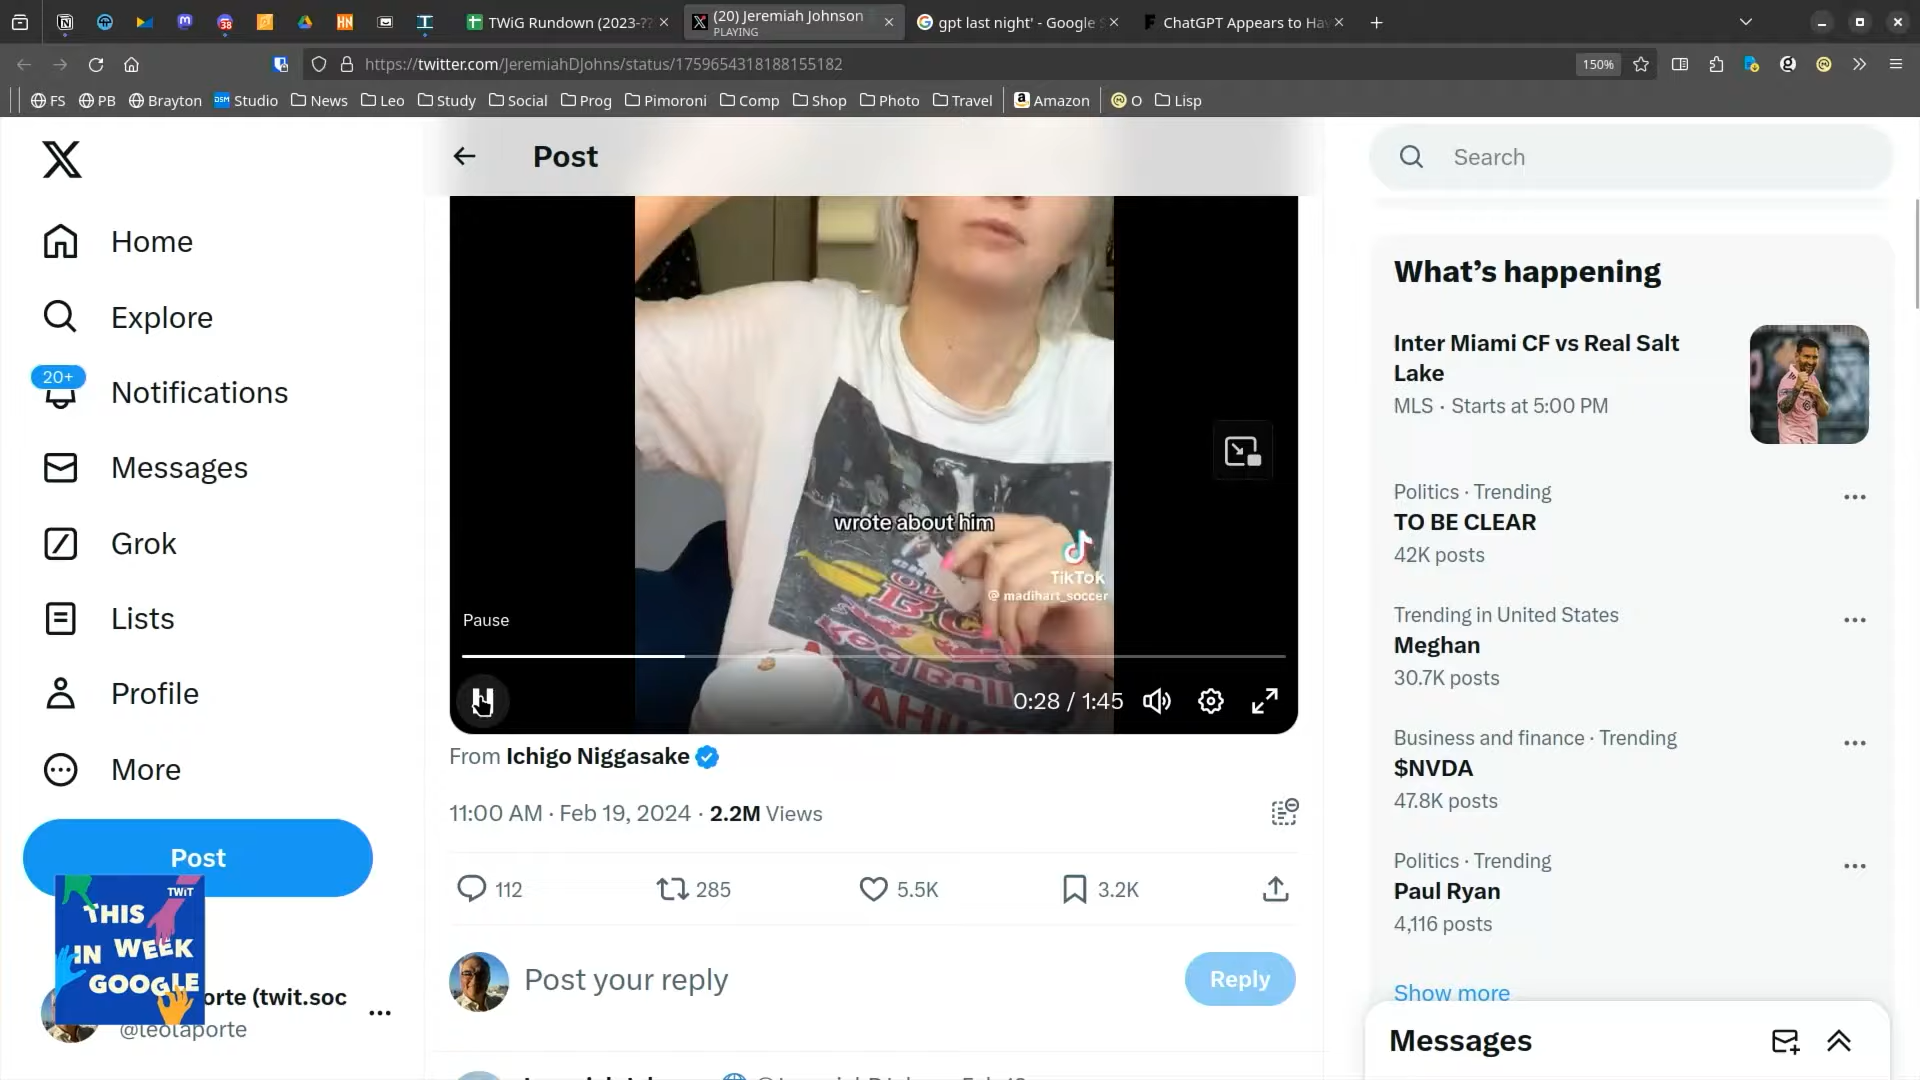 TWiG Rundown (2023-??
(20) Jeremiah Johnson
PLAYING
gpt last night' - Google
ChatGPT Appears to Ha
https://twitter.com/JeremiahDJohns/status/1759654318188155182
150%
FS
PB
Brayton
Studio
News
Leo
Study
Social
Prog
Pimoroni
Comp
Shop
Photo
Travel
Amazon
O
Lisp
Home
Explore
20+
Notifications
Messages
Grok
Lists
Profile
More
Post
TWiT
THIS
IN WEEK
GOOGLE
orte (twit.soc
@leolaporte
Post
wrote about him
TikTok
@ madihart_soccer
Pause
0:28 / 1:45
From Ichigo Niggasake
11:00 AM · Feb 19, 2024 · 2.2M Views
112
285
5.5K
3.2K
Post your reply
Reply
Search
What's happening
Inter Miami CF vs Real Salt
Lake
MLS · Starts at 5:00 PM
Politics · Trending
TO BE CLEAR
42K posts
Trending in United States
Meghan
30.7K posts
Business and finance · Trending
$NVDA
47.8K posts
Politics · Trending
Paul Ryan
4,116 posts
Show more
Messages